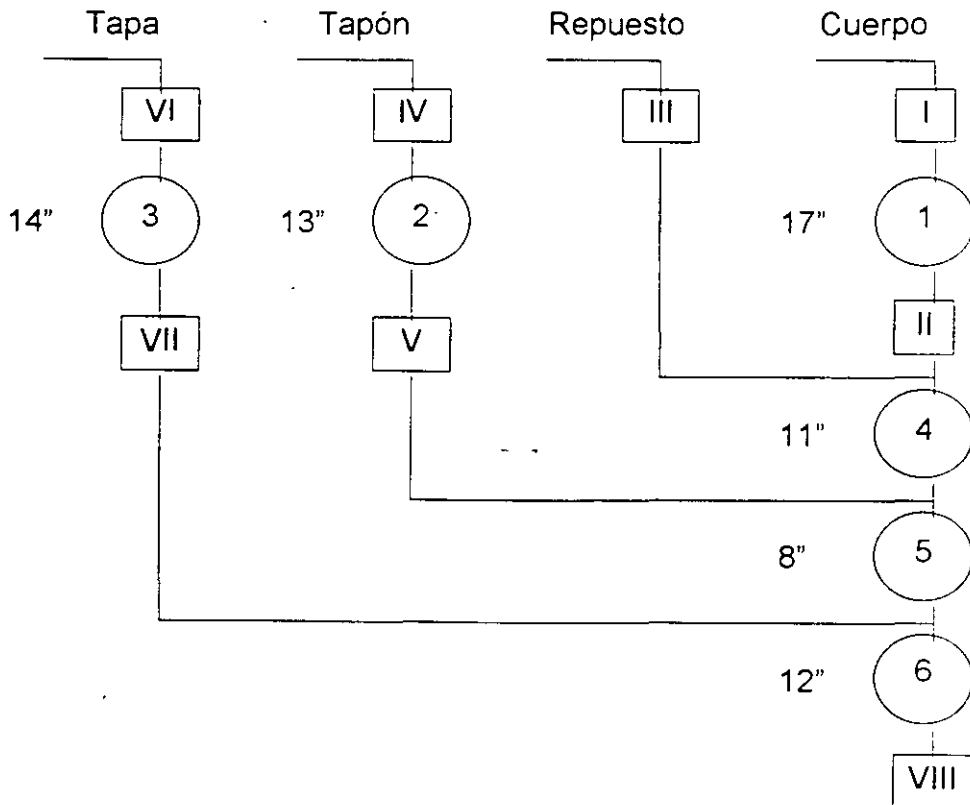 Tapa Tapón Repuesto Cuerpo
VI IV III I
14” 3 13” 2 17” 1
VII V II
11” 4
8” 5
12” 6
VIII